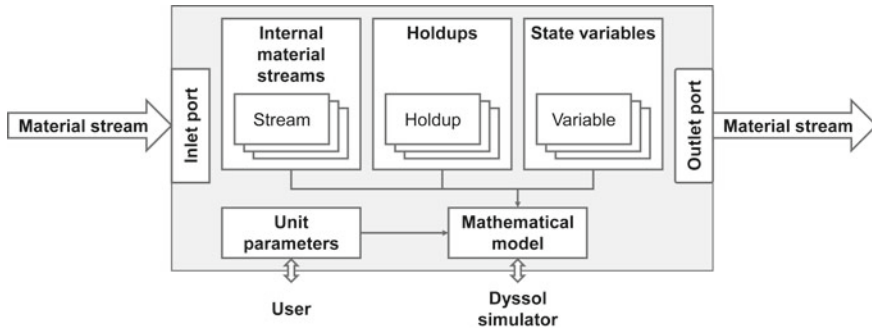 Internal
material
streams
Holdups
State variables
Stream
Holdup
Variable
Material stream
Inlet port
Outlet port
Material stream
Unit
parameters
Mathematical
model
User
Dyssol
simulator